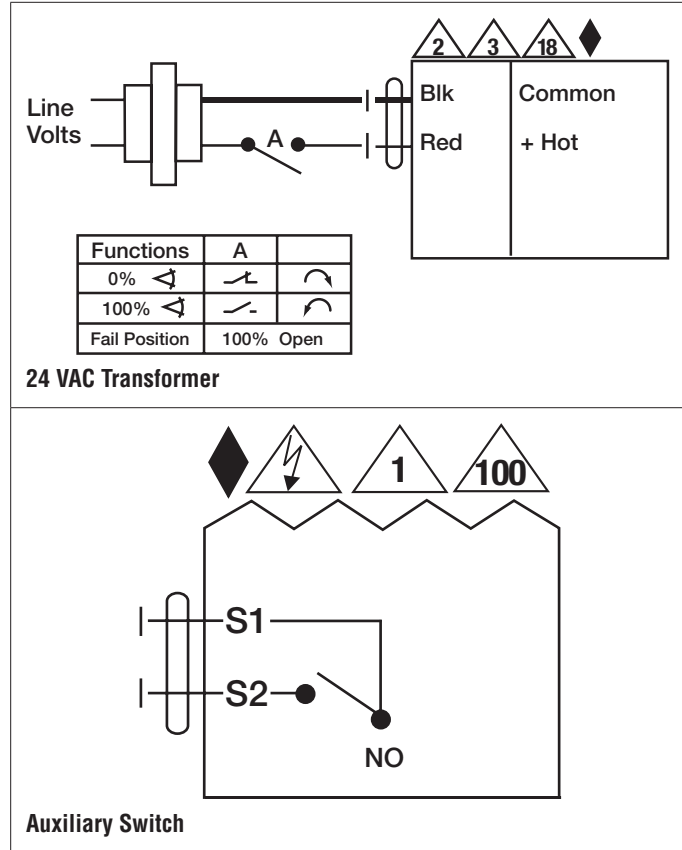 2 3 18
Line
Volts
A
Blk Common
Red + Hot
Functions A
0%
100%
Fail Position 100% Open
24 VAC Transformer
1 100
S1
S2
NO
Auxiliary Switch